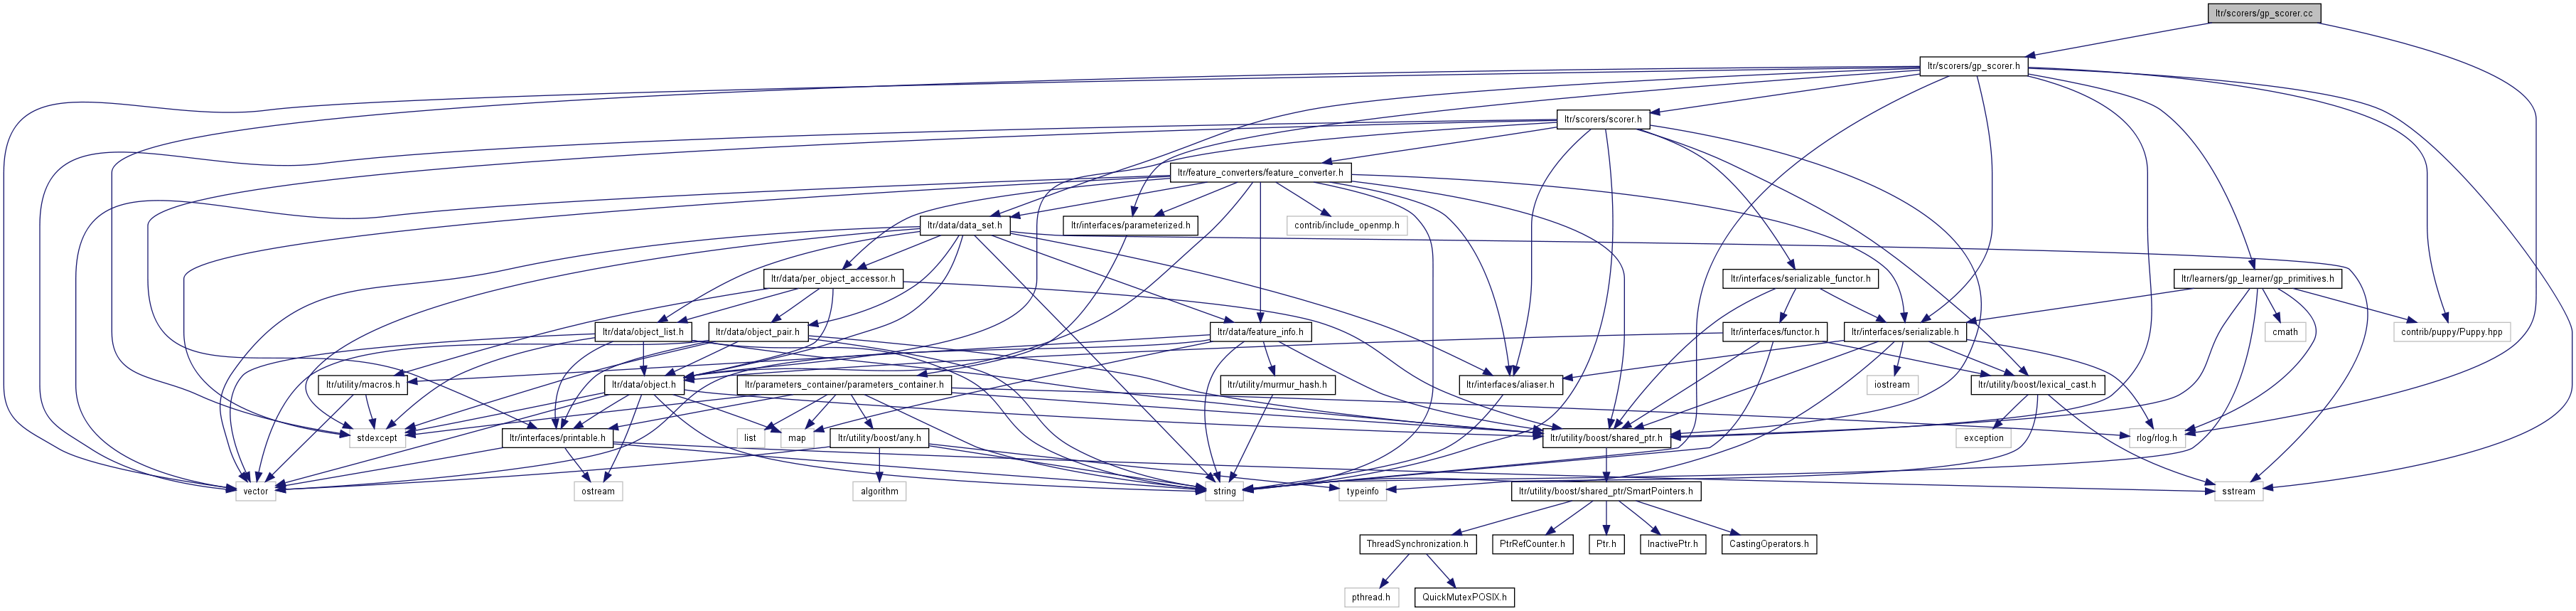 ltr/scorers/gp_scorer.cc
ltr/scorers/gp_scorer.h
ltr/scorers/scorer.h
ltr/feature_converters/feature_converter.h
ltr/data/data_set.h
ltr/interfaces/parameterized.h
contrib/include_openmp.h
ltr/data/per_object_accessor.h
ltr/interfaces/serializable_functor.h
ltr/learners/gp_learner/gp_primitives.h
ltr/data/object_list.h
ltr/data/object_pair.h
ltr/data/feature_info.h
ltr/interfaces/functor.h
ltr/interfaces/serializable.h
cmath
contrib/puppy/Puppy.hpp
ltr/utility/macros.h
ltr/data/object.h
ltr/parameters_container/parameters_container.h
ltr/utility/murmur_hash.h
ltr/interfaces/aliaser.h
iostream
ltr/utility/boost/lexical_cast.h
stdexcept
ltr/interfaces/printable.h
list
map
ltr/utility/boost/any.h
ltr/utility/boost/shared_ptr.h
exception
rlog/rlog.h
vector
ostream
algorithm
string
typeinfo
ltr/utility/boost/shared_ptr/SmartPointers.h
sstream
ThreadSynchronization.h
PtrRefCounter.h
Ptr.h
InactivePtr.h
CastingOperators.h
pthread.h
QuickMutexPOSIX.h